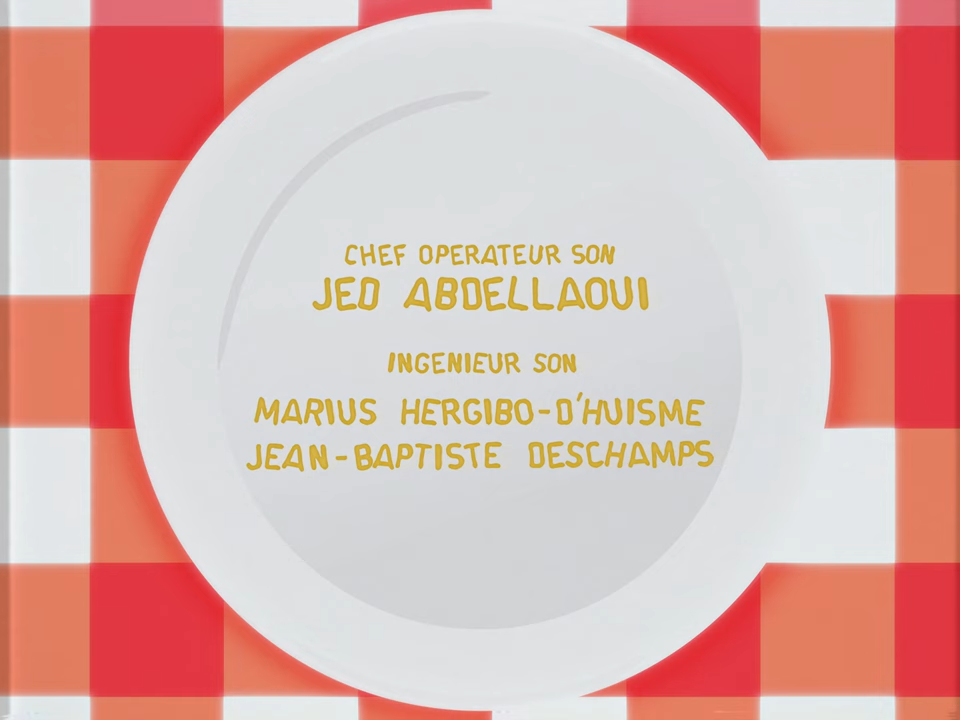 CHEF OPERATEUR SON
JED ABDELLAOUI
INGENIEUR SON
MARIUS HERGIBO-D'HUISME
JEAN-BAPTISTE DESCHAMPS